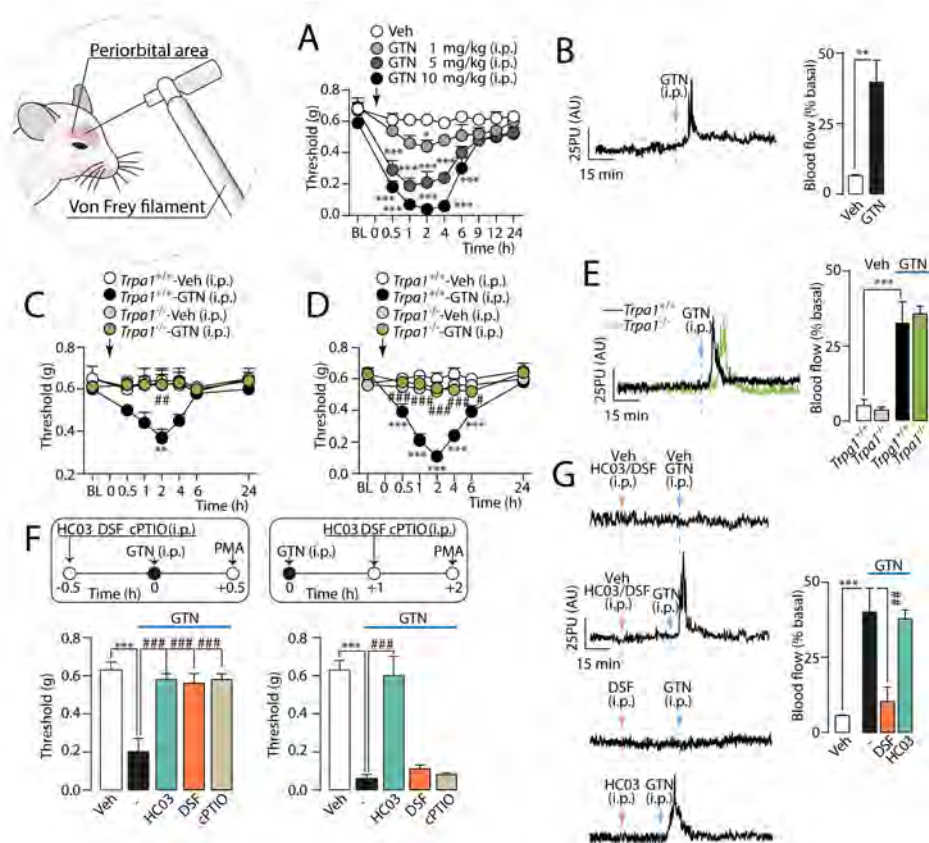 Periorbital area
Von Frey filament
A
Veh
GTN 1 mg/kg (i.p.)
GTN 5 mg/kg (i.p.)
GTN 10 mg/kg (i.p.)
Threshold (g)
0.8
0.6
0.4
0.2
0.0
***
***
***
***
***
***
***
***
BL 0 0.5 1 2 4 6 9 12 24
Time (h)
B
GTN
(i.p.)
25PU (AU)
15 min
Blood flow (% basal)
50
25
0
**
Veh
GTN
C
Trpa1+/+-Veh (i.p.)
Trpa1+/+-GTN (i.p.)
Trpa1-/--Veh (i.p.)
Trpa1-/--GTN (i.p.)
Threshold (g)
0.8
0.6
0.4
0.2
##
**
BL 0 0.5 1 2 4 6 24
Time (h)
D
Trpa1+/+-Veh (i.p.)
Trpa1+/+-GTN (i.p.)
Trpa1-/--Veh (i.p.)
Trpa1-/--GTN (i.p.)
Threshold (g)
0.8
0.6
0.4
0.2
0.0
### ### ### ### #
***
***
***
***
***
BL 0 0.5 1 2 4 6 24
Time (h)
E
Trpa1+/+
Trpa1-/-
GTN
(i.p.)
25PU (AU)
15 min
Blood flow (% basal)
50
25
0
Veh GTN
***
Trpa1+/+
Trpa1-/-
Trpa1+/+
Trpa1-/-
F
HC03 DSF cPTIO (i.p.)
GTN (i.p.)
PMA
-0.5 Time (h) 0 +0.5
GTN
Threshold (g)
0.8
0.6
0.4
0.2
0.0
*** ### ### ###
Veh
-
HC03
DSF
cPTIO
HC03 DSF cPTIO (i.p.)
GTN (i.p.)
PMA
0 Time (h) +1 +2
GTN
Threshold (g)
0.8
0.6
0.4
0.2
0.0
*** ###
Veh
-
HC03
DSF
cPTIO
G
Veh Veh
HC03/DSF GTN
(i.p.) (i.p.)
Veh
HC03/DSF GTN
(i.p.) (i.p.)
25PU (AU)
15 min
DSF GTN
(i.p.) (i.p.)
HC03 GTN
(i.p.) (i.p.)
Blood flow (% basal)
50
25
0
GTN
***
##
Veh
-
DSF
HC03